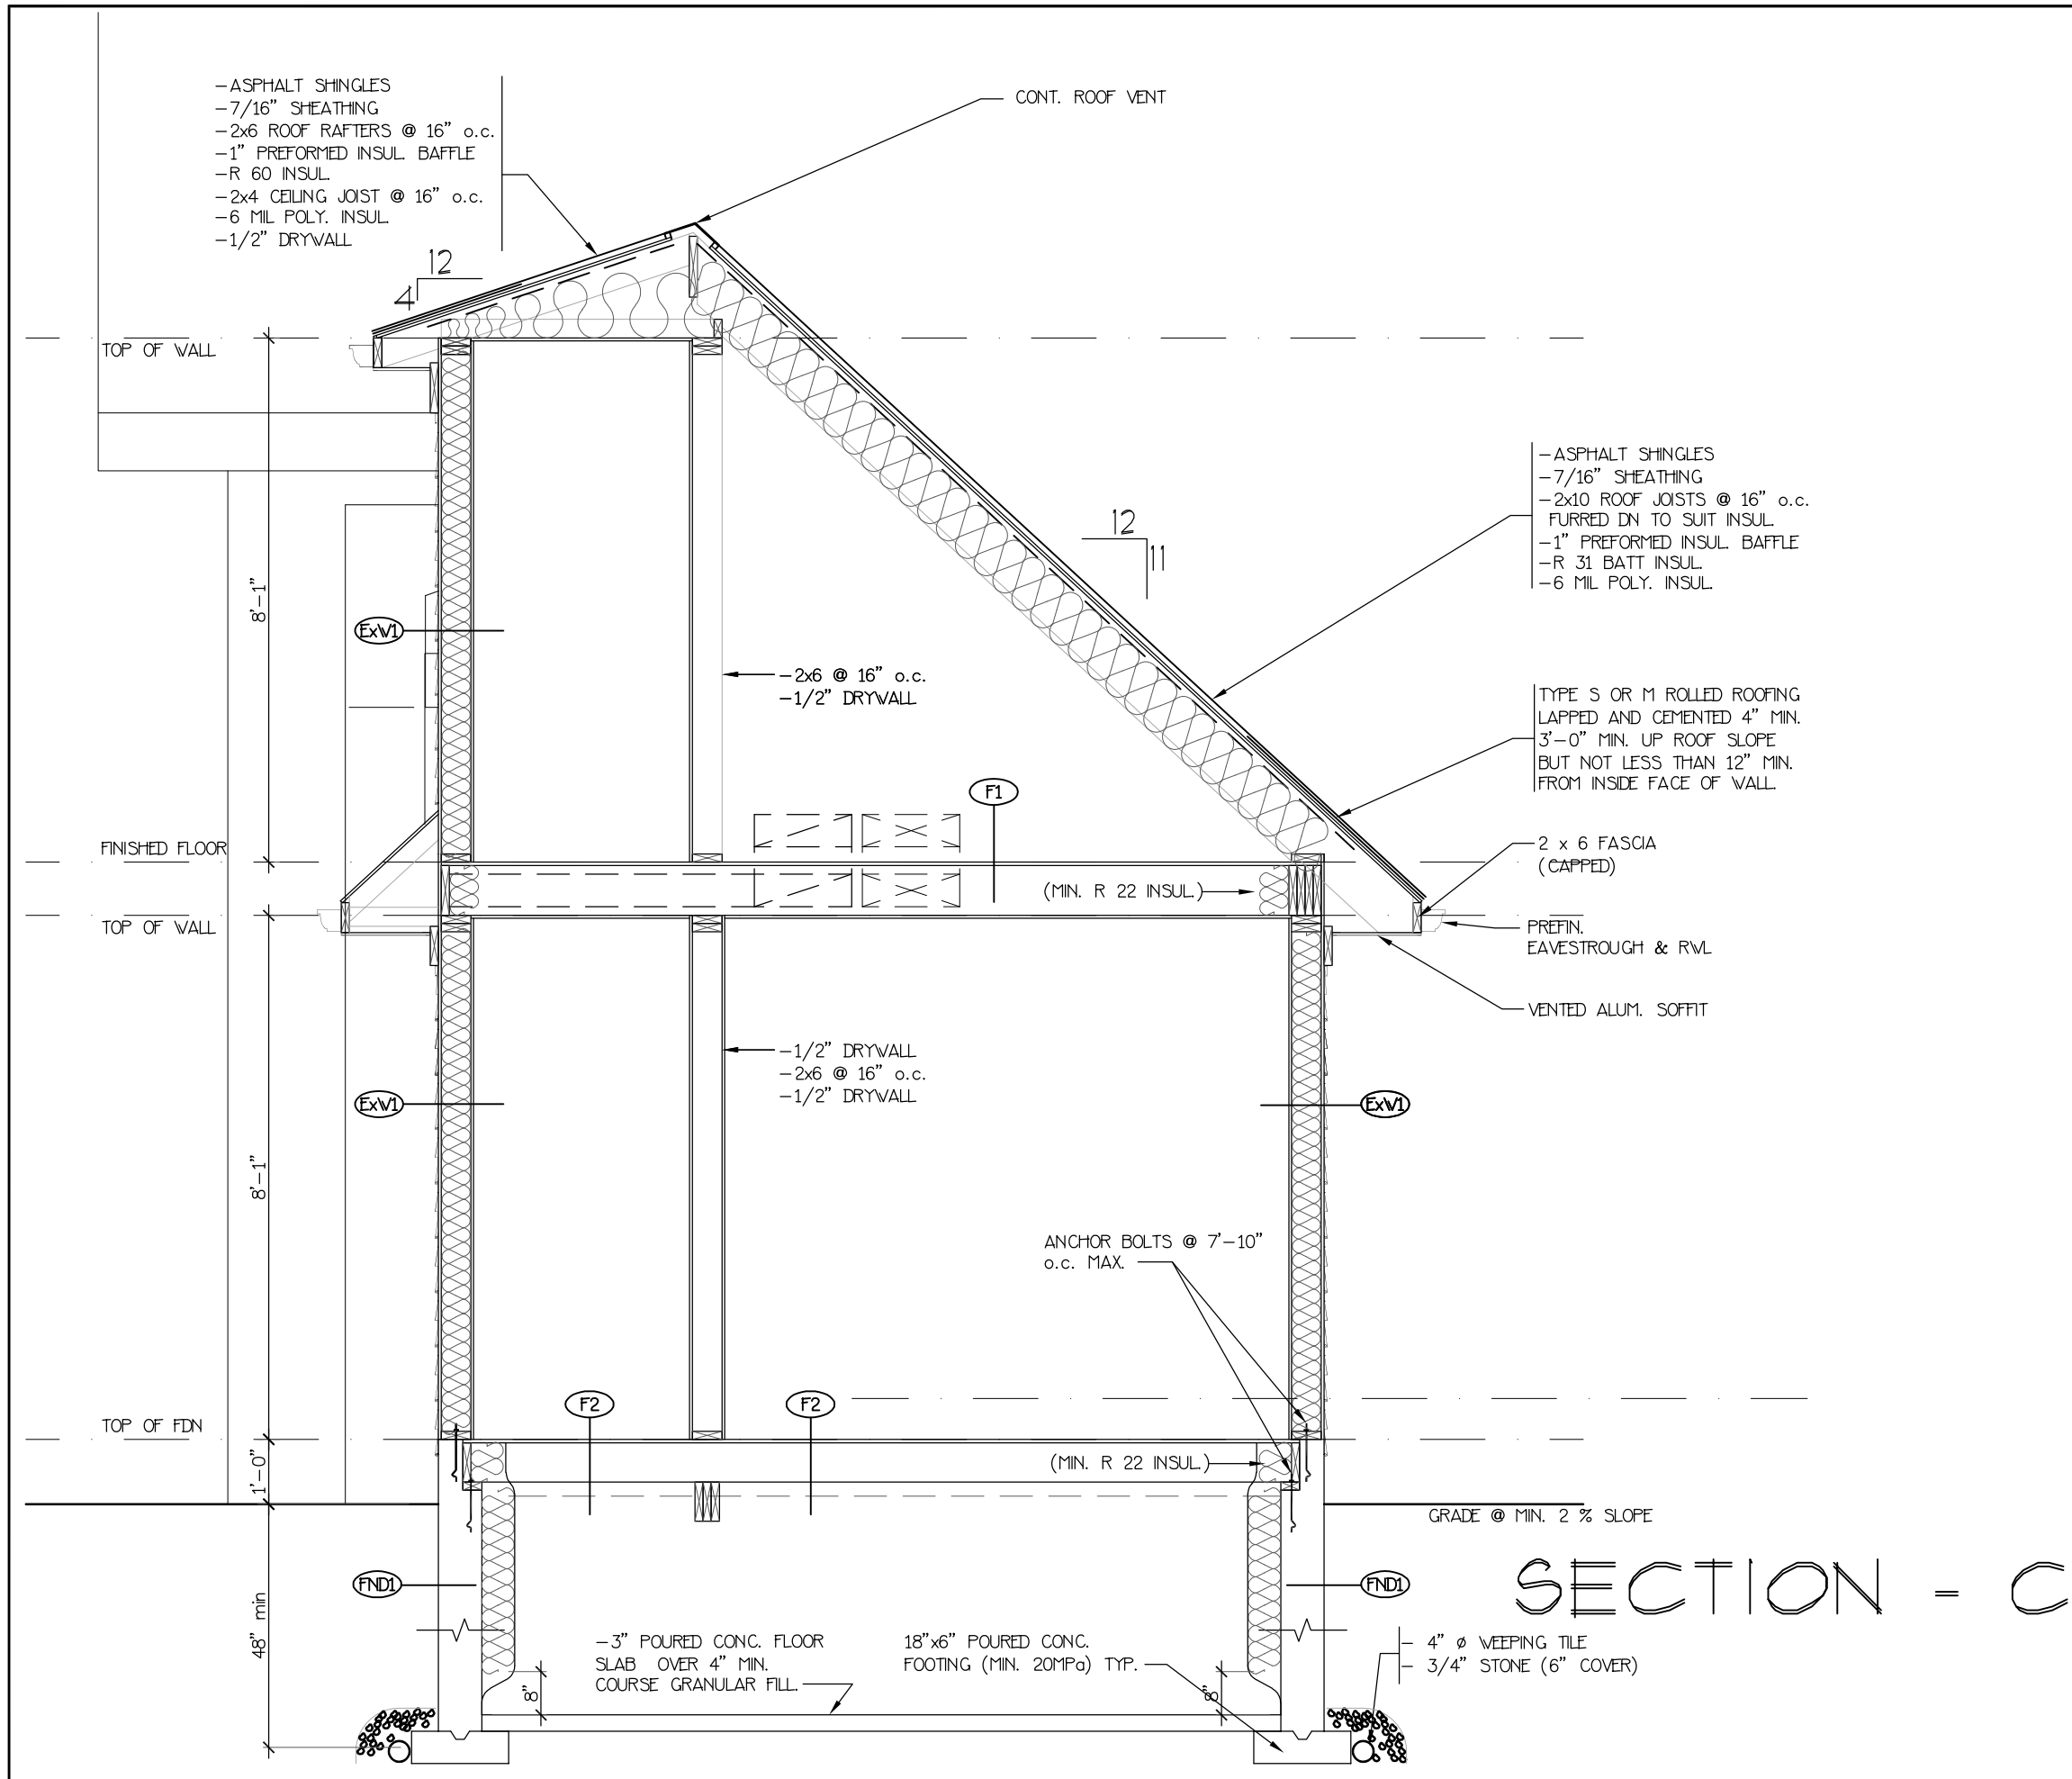 -ASPHALT SHINGLES
-7/16" SHEATHING
-2x6 ROOF RAFTERS @ 16" o.c.
-1" PREFORMED INSUL. BAFFLE
-R 60 INSUL.
-2x4 CEILING JOIST @ 16" o.c.
-6 MIL POLY. INSUL.
-1/2" DRYWALL
CONT. ROOF VENT
12
4
TOP OF WALL
-ASPHALT SHINGLES
-7/16" SHEATHING
-2x10 ROOF JOISTS @ 16" o.c.
FURRED DN TO SUIT INSUL.
-1" PREFORMED INSUL. BAFFLE
-R 31 BATT INSUL.
-6 MIL POLY. INSUL.
12
11
8'-1"
ExW1
-2x6 @ 16" o.c.
-1/2" DRYWALL
TYPE S OR M ROLLED ROOFING
LAPPED AND CEMENTED 4" MIN.
3'-0" MIN. UP ROOF SLOPE
BUT NOT LESS THAN 12" MIN.
FROM INSIDE FACE OF WALL.
F1
FINISHED FLOOR
2 x 6 FASCIA
(CAPPED)
(MIN. R 22 INSUL.)
TOP OF WALL
PREFIN.
EAVESTROUGH & RWL
VENTED ALUM. SOFFIT
-1/2" DRYWALL
-2x6 @ 16" o.c.
-1/2" DRYWALL
ExW1
ExW1
8'-1"
ANCHOR BOLTS @ 7'-10"
o.c. MAX.
F2
F2
TOP OF FDN
1'-0"
(MIN. R 22 INSUL.)
GRADE @ MIN. 2 % SLOPE
FND1
FND1
SECTION - C
48" min
-3" POURED CONC. FLOOR
SLAB OVER 4" MIN.
COURSE GRANULAR FILL.
18"x6" POURED CONC.
FOOTING (MIN. 20MPa) TYP.
- 4" ø WEEPING TILE
- 3/4" STONE (6" COVER)
8"
8"